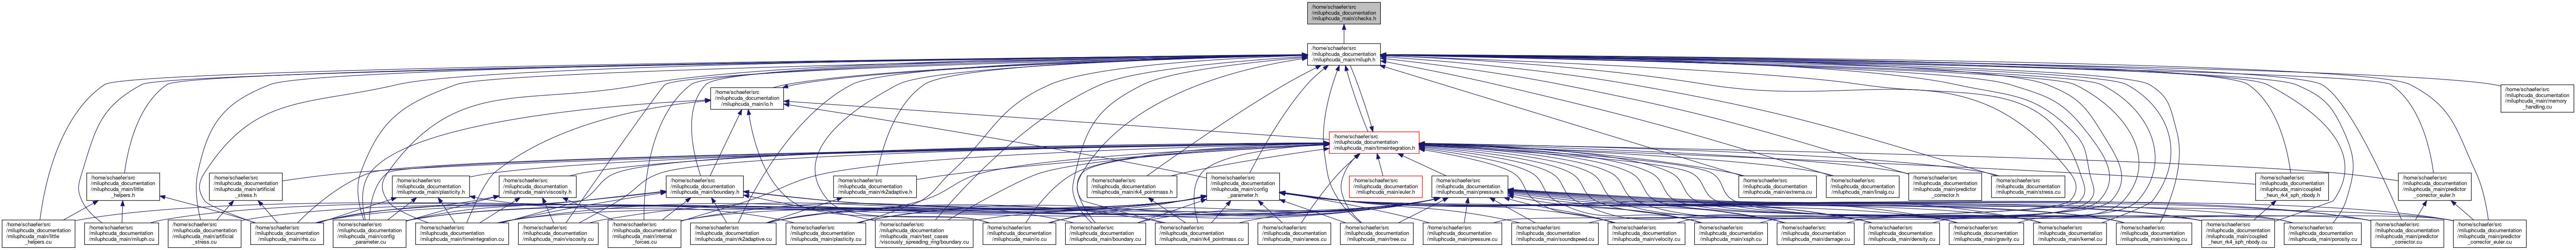 /home/schaefer/src
/miluphcuda_documentation
/miluphcuda_main/checks.h
/home/schaefer/src
/miluphcuda_documentation
/miluphcuda_main/miluph.h
/home/schaefer/src
/miluphcuda_documentation
/miluphcuda_main/io.h
/home/schaefer/src
/miluphcuda_documentation
/miluphcuda_main/memory
_handling.cu
/home/schaefer/src
/miluphcuda_documentation
/miluphcuda_main/timeintegration.h
/home/schaefer/src
/miluphcuda_documentation
/miluphcuda_main/little
_helpers.h
/home/schaefer/src
/miluphcuda_documentation
/miluphcuda_main/artificial
_stress.h
/home/schaefer/src
/miluphcuda_documentation
/miluphcuda_main/plasticity.h
/home/schaefer/src
/miluphcuda_documentation
/miluphcuda_main/viscosity.h
/home/schaefer/src
/miluphcuda_documentation
/miluphcuda_main/boundary.h
/home/schaefer/src
/miluphcuda_documentation
/miluphcuda_main/rk2adaptive.h
/home/schaefer/src
/miluphcuda_documentation
/miluphcuda_main/rk4_pointmass.h
/home/schaefer/src
/miluphcuda_documentation
/miluphcuda_main/config
_parameter.h
/home/schaefer/src
/miluphcuda_documentation
/miluphcuda_main/euler.h
/home/schaefer/src
/miluphcuda_documentation
/miluphcuda_main/pressure.h
/home/schaefer/src
/miluphcuda_documentation
/miluphcuda_main/extrema.cu
/home/schaefer/src
/miluphcuda_documentation
/miluphcuda_main/linalg.cu
/home/schaefer/src
/miluphcuda_documentation
/miluphcuda_main/predictor
_corrector.h
/home/schaefer/src
/miluphcuda_documentation
/miluphcuda_main/stress.cu
/home/schaefer/src
/miluphcuda_documentation
/miluphcuda_main/coupled
_heun_rk4_sph_nbody.h
/home/schaefer/src
/miluphcuda_documentation
/miluphcuda_main/predictor
_corrector_euler.h
/home/schaefer/src
/miluphcuda_documentation
/miluphcuda_main/little
_helpers.cu
/home/schaefer/src
/miluphcuda_documentation
/miluphcuda_main/miluph.cu
/home/schaefer/src
/miluphcuda_documentation
/miluphcuda_main/artificial
_stress.cu
/home/schaefer/src
/miluphcuda_documentation
/miluphcuda_main/rhs.cu
/home/schaefer/src
/miluphcuda_documentation
/miluphcuda_main/config
_parameter.cu
/home/schaefer/src
/miluphcuda_documentation
/miluphcuda_main/timeintegration.cu
/home/schaefer/src
/miluphcuda_documentation
/miluphcuda_main/viscosity.cu
/home/schaefer/src
/miluphcuda_documentation
/miluphcuda_main/internal
_forces.cu
/home/schaefer/src
/miluphcuda_documentation
/miluphcuda_main/rk2adaptive.cu
/home/schaefer/src
/miluphcuda_documentation
/miluphcuda_main/plasticity.cu
/home/schaefer/src
/miluphcuda_documentation
/miluphcuda_main/test_cases
/viscously_spreading_ring/boundary.cu
/home/schaefer/src
/miluphcuda_documentation
/miluphcuda_main/io.cu
/home/schaefer/src
/miluphcuda_documentation
/miluphcuda_main/boundary.cu
/home/schaefer/src
/miluphcuda_documentation
/miluphcuda_main/rk4_pointmass.cu
/home/schaefer/src
/miluphcuda_documentation
/miluphcuda_main/aneos.cu
/home/schaefer/src
/miluphcuda_documentation
/miluphcuda_main/tree.cu
/home/schaefer/src
/miluphcuda_documentation
/miluphcuda_main/pressure.cu
/home/schaefer/src
/miluphcuda_documentation
/miluphcuda_main/soundspeed.cu
/home/schaefer/src
/miluphcuda_documentation
/miluphcuda_main/velocity.cu
/home/schaefer/src
/miluphcuda_documentation
/miluphcuda_main/xsph.cu
/home/schaefer/src
/miluphcuda_documentation
/miluphcuda_main/damage.cu
/home/schaefer/src
/miluphcuda_documentation
/miluphcuda_main/density.cu
/home/schaefer/src
/miluphcuda_documentation
/miluphcuda_main/gravity.cu
/home/schaefer/src
/miluphcuda_documentation
/miluphcuda_main/kernel.cu
/home/schaefer/src
/miluphcuda_documentation
/miluphcuda_main/sinking.cu
/home/schaefer/src
/miluphcuda_documentation
/miluphcuda_main/coupled
_heun_rk4_sph_nbody.cu
/home/schaefer/src
/miluphcuda_documentation
/miluphcuda_main/porosity.cu
/home/schaefer/src
/miluphcuda_documentation
/miluphcuda_main/predictor
_corrector.cu
/home/schaefer/src
/miluphcuda_documentation
/miluphcuda_main/predictor
_corrector_euler.cu